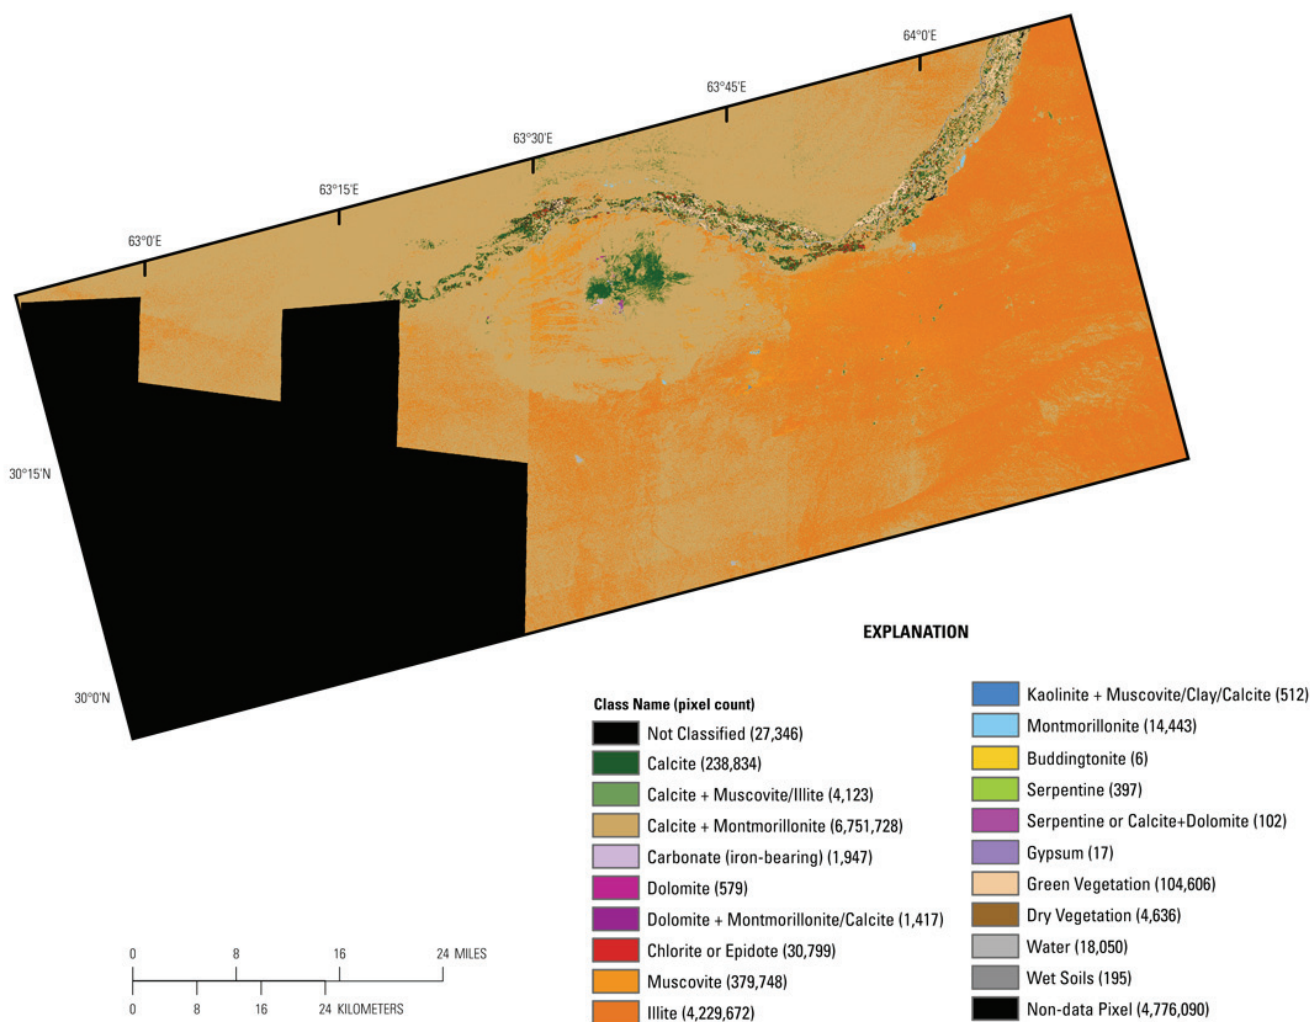 64°0'E
63°45'E
63°30'E
63°15'E
63°0'E
30°15'N
30°0'N
EXPLANATION
Class Name (pixel count)
Not Classified (27,346)
Calcite (238,834)
Calcite + Muscovite/Illite (4,123)
Calcite + Montmorillonite (6,751,728)
Carbonate (iron-bearing) (1,947)
Dolomite (579)
Dolomite + Montmorillonite/Calcite (1,417)
Chlorite or Epidote (30,799)
Muscovite (379,748)
Illite (4,229,672)
Kaolinite + Muscovite/Clay/Calcite (512)
Montmorillonite (14,443)
Buddingtonite (6)
Serpentine (397)
Serpentine or Calcite+Dolomite (102)
Gypsum (17)
Green Vegetation (104,606)
Dry Vegetation (4,636)
Water (18,050)
Wet Soils (195)
Non-data Pixel (4,776,090)
0 8 16 24 MILES
0 8 16 24 KILOMETERS